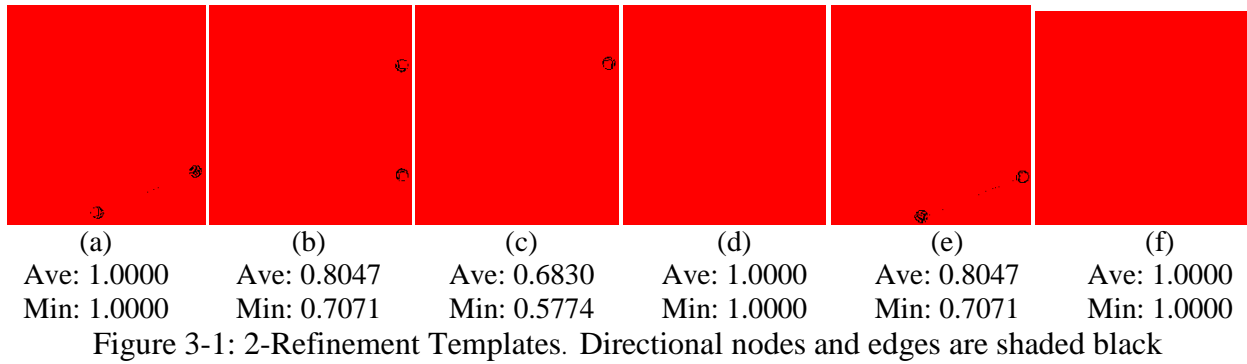 (a) (b) (c) (d) (e) (f)
Ave: 1.0000 Ave: 0.8047 Ave: 0.6830 Ave: 1.0000 Ave: 0.8047 Ave: 1.0000
Min: 1.0000 Min: 0.7071 Min: 0.5774 Min: 1.0000 Min: 0.7071 Min: 1.0000
Figure 3-1: 2-Refinement Templates. Directional nodes and edges are shaded black